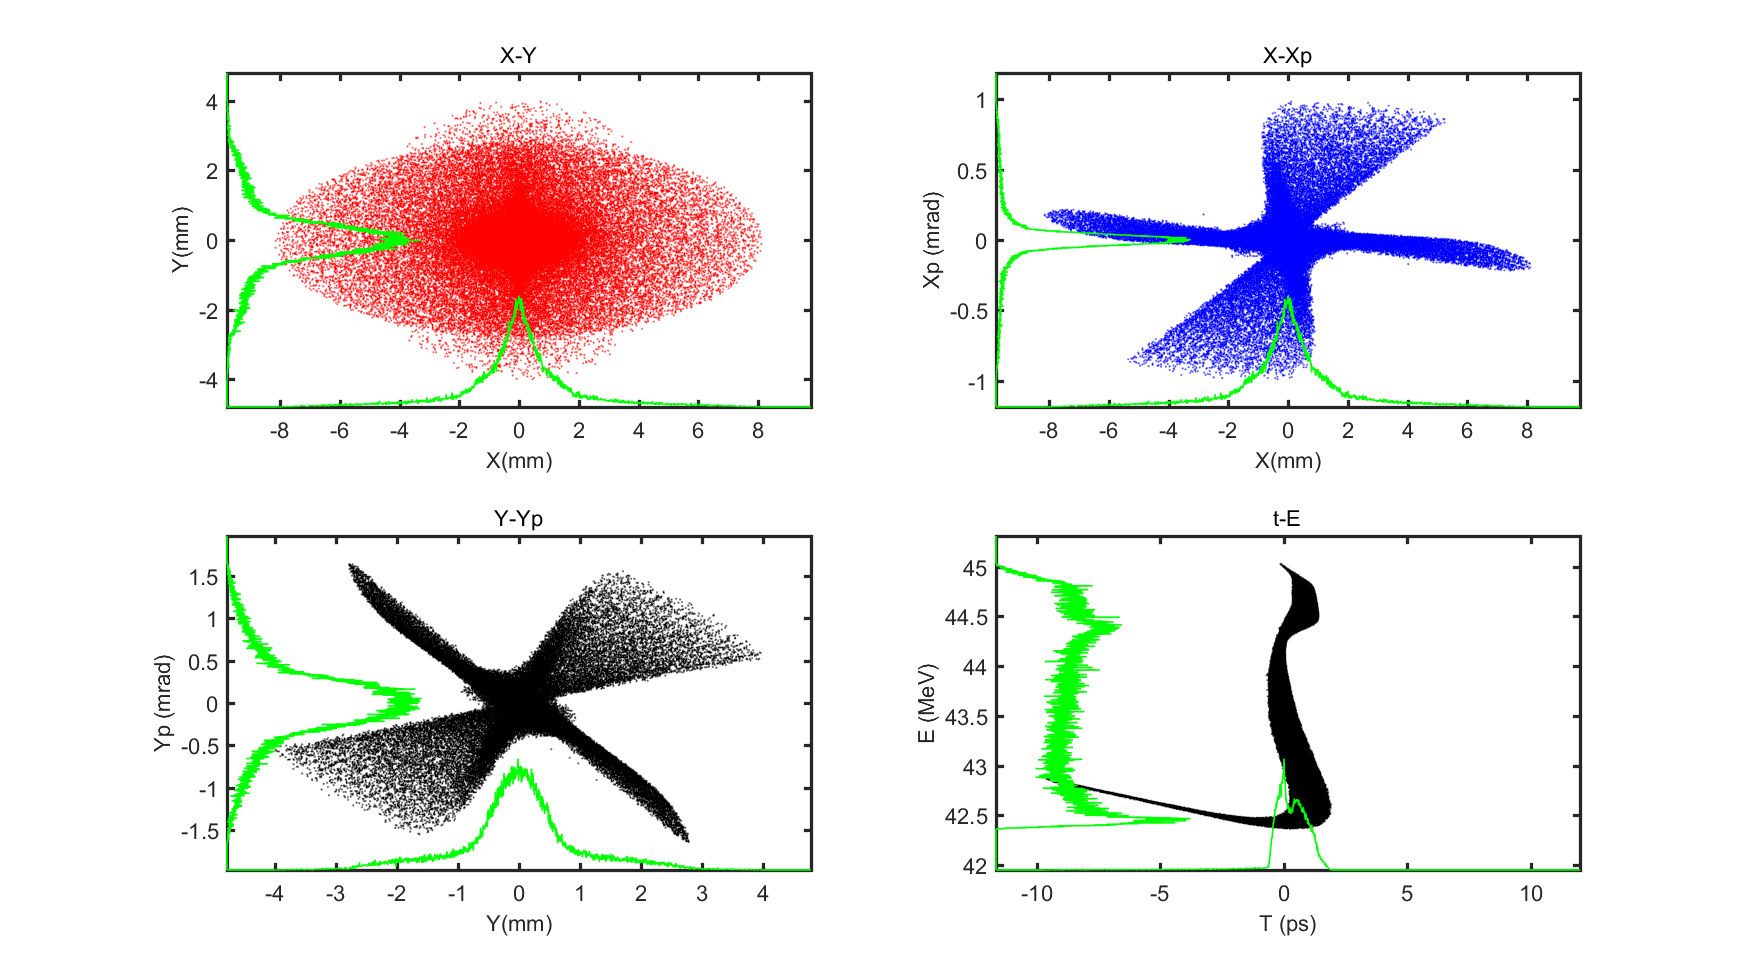 X-Y
4
2
0
-2
-4
Y(mm)
-8 -6 -4 -2 0 2 4 6 8
X(mm)
X-Xp
1
0.5
0
-0.5
-1
Xp (mrad)
-8 -6 -4 -2 0 2 4 6 8
X(mm)
Y-Yp
1.5
1
0.5
0
-0.5
-1
-1.5
Yp (mrad)
-4 -3 -2 -1 0 1 2 3 4
Y(mm)
t-E
45
44.5
44
43.5
43
42.5
42
E (MeV)
-10 -5 0 5 10
T (ps)